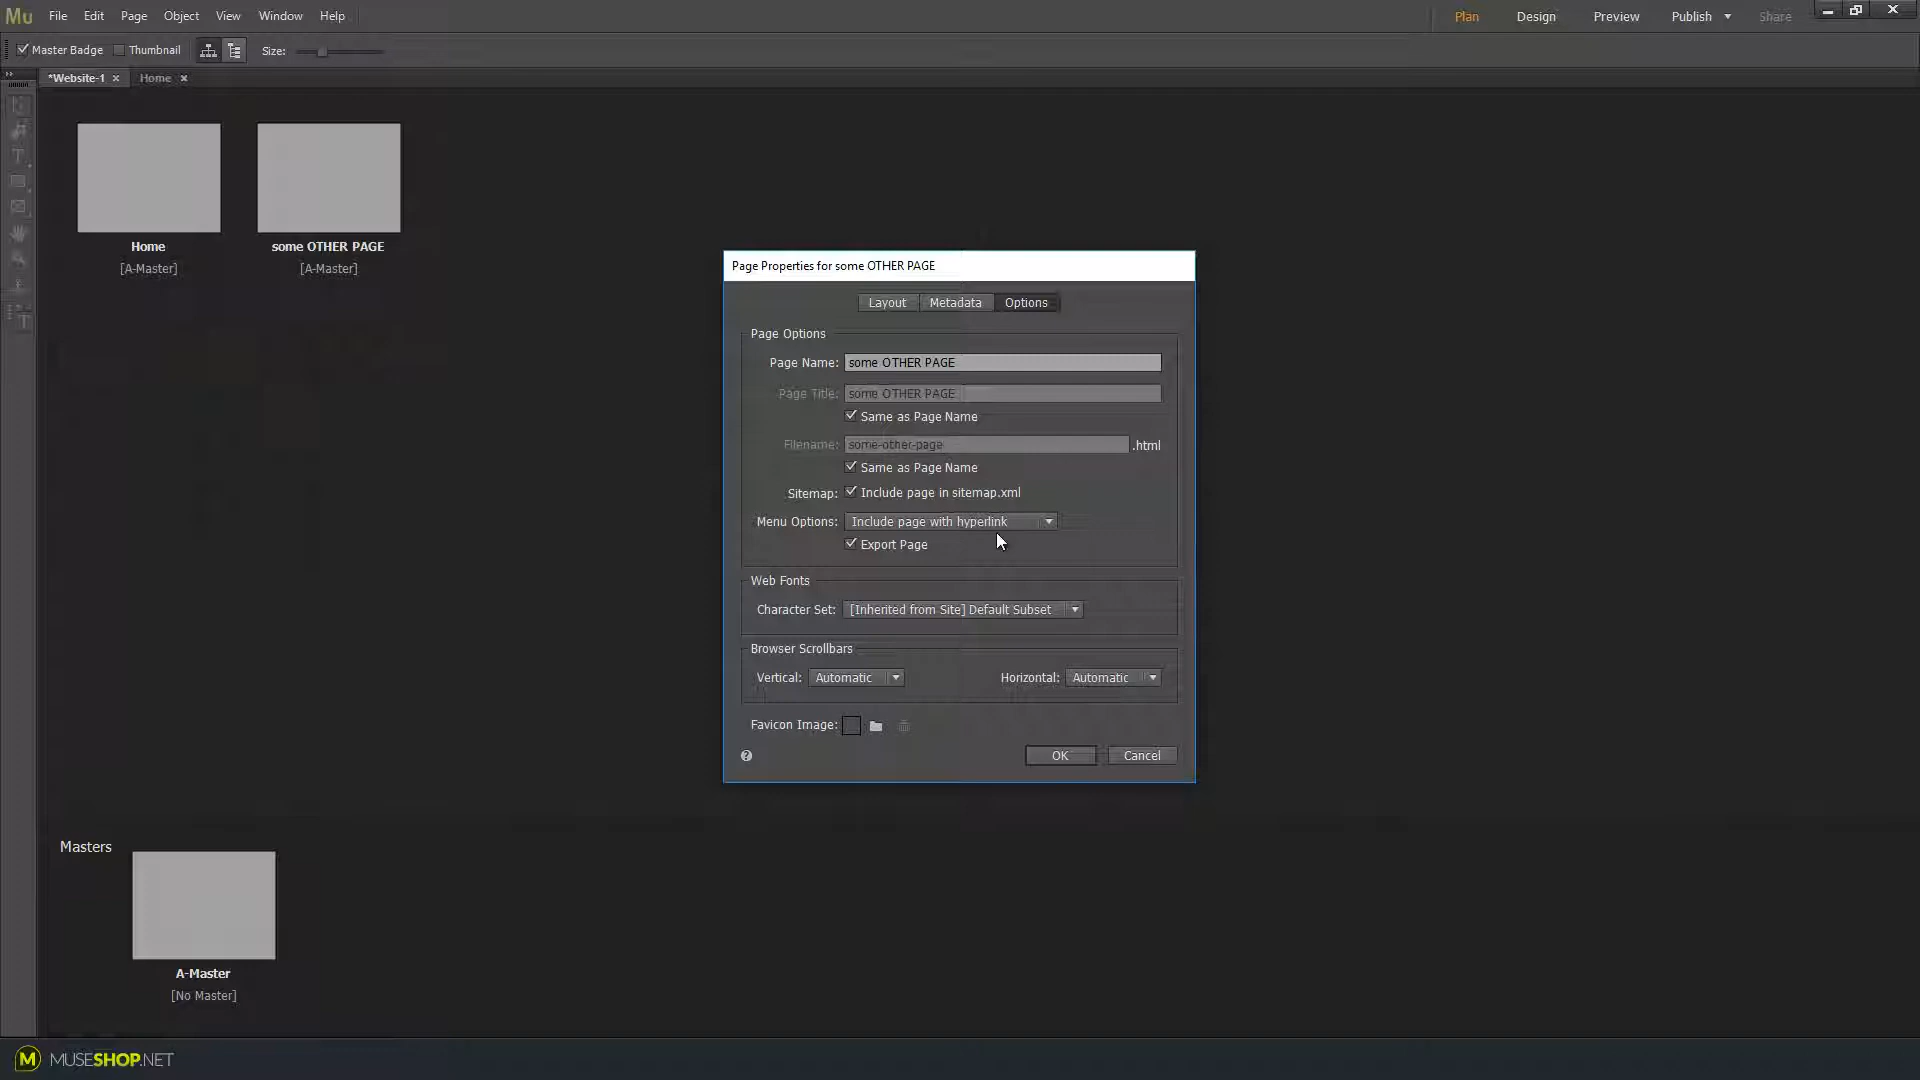 Mu File Edit Page Object View Window Help Plan Design Preview Publish Share
Master Badge Thumbnail Size:
*Website-1 Home
Home
[A-Master]
some OTHER PAGE
[A-Master]
Page Properties for some OTHER PAGE
Layout Metadata Options
Page Options
Page Name: some OTHER PAGE
Page Title: some OTHER PAGE
Same as Page Name
Filename: some-other-page .html
Same as Page Name
Sitemap: Include page in sitemap.xml
Menu Options: Include page with hyperlink
Export Page
Web Fonts
Character Set: [Inherited from Site] Default Subset
Browser Scrollbars
Vertical: Automatic Horizontal: Automatic
Favicon Image:
OK Cancel
Masters
A-Master
[No Master]
M MUSESHOP.NET